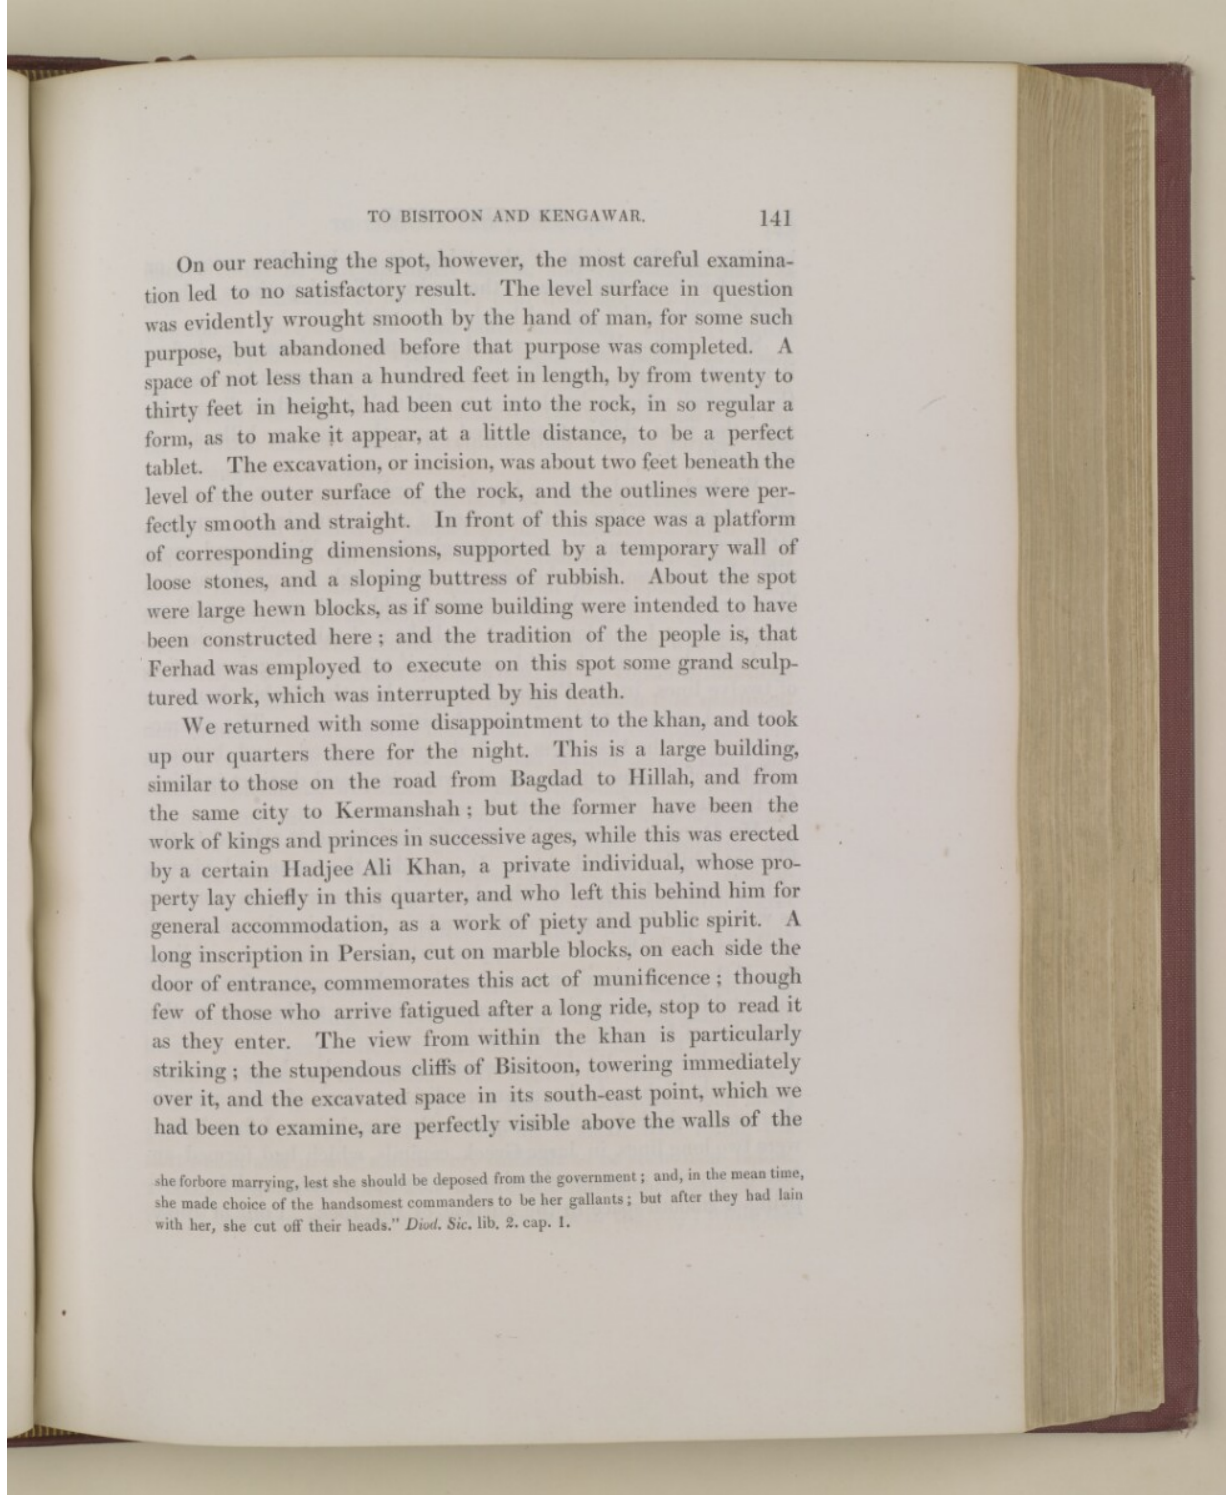 TO BISITOON AND KENGAWAR. 141
On our reaching the spot, however, the most careful examina-
tion led to no satisfactory result. The level surface in question
was evidently wrought smooth by the hand of man, for some such
purpose, but abandoned before that purpose was completed. A
space of not less than a hundred feet in length, by from twenty to
thirty feet in height, had been cut into the rock, in so regular a
form, as to make it appear, at a little distance, to be a perfect
tablet. The excavation, or incision, was about two feet beneath the
level of the outer surface of the rock, and the outlines were per-
fectly smooth and straight. In front of this space was a platform
of corresponding dimensions, supported by a temporary wall of
loose stones, and a sloping buttress of rubbish. About the spot
were large hewn blocks, as if some building were intended to have
been constructed here ; and the tradition of the people is, that
Ferhad was employed to execute on this spot some grand sculp-
tured work, which was interrupted by his death.
We returned with some disappointment to the khan, and took
up our quarters there for the night. This is a large building,
similar to those on the road from Bagdad to Hillah, and from
the same city to Kermanshah ; but the former have been the
work of kings and princes in successive ages, while this was erected
by a certain Hadjee Ali Khan, a private individual, whose pro-
perty lay chiefly in this quarter, and who left this behind him for
general accommodation, as a work of piety and public spirit. A
long inscription in Persian, cut on marble blocks, on each side the
door of entrance, commemorates this act of munificence ; though
few of those who arrive fatigued after a long ride, stop to read it
as they enter. The view from within the khan is particularly
striking ; the stupendous cliffs of Bisitoon, towering immediately
over it, and the excavated space in its south-east point, which we
had been to examine, are perfectly visible above the walls of the
she forbore marrying, lest she should be deposed from the government ; and, in the mean time,
she made choice of the handsomest commanders to be her gallants ; but after they had lain
with her, she cut off their heads." Diod. Sic. lib. 2. cap. 1.